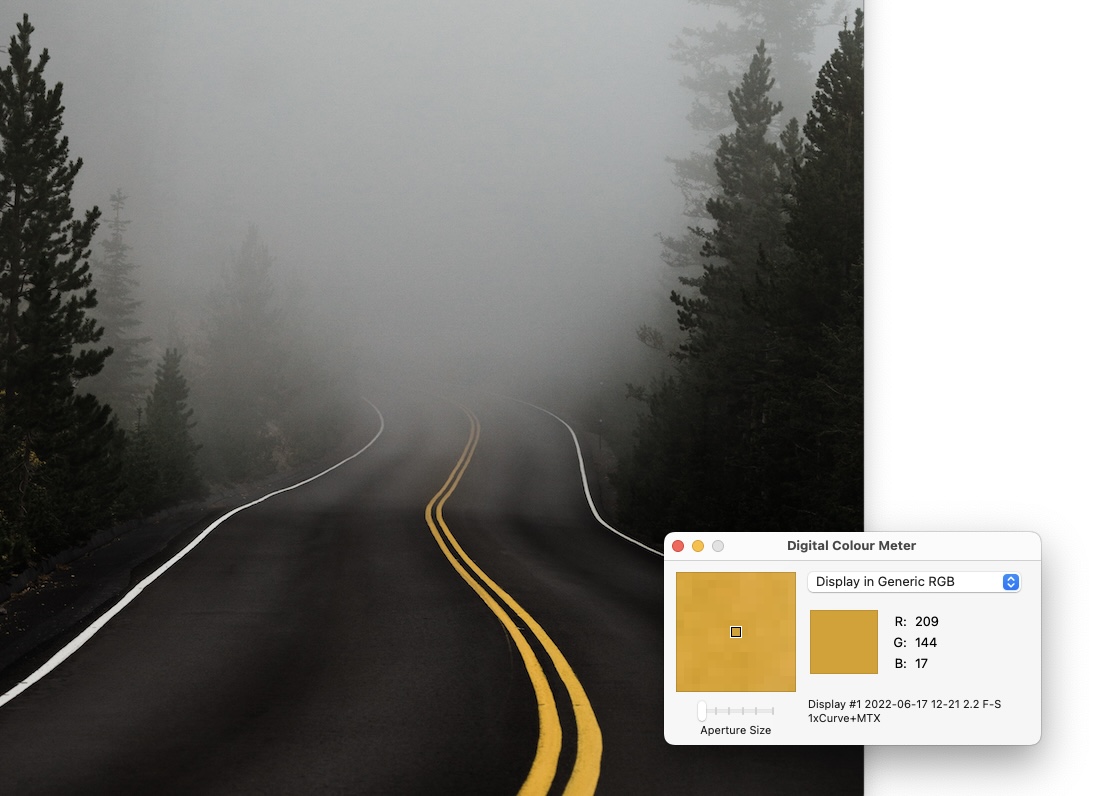 Digital Colour Meter
Display in Generic RGB
R: 209
G: 144
B: 17
Display #1 2022-06-17 12-21 2.2 F-S
1xCurve+MTX
Aperture Size